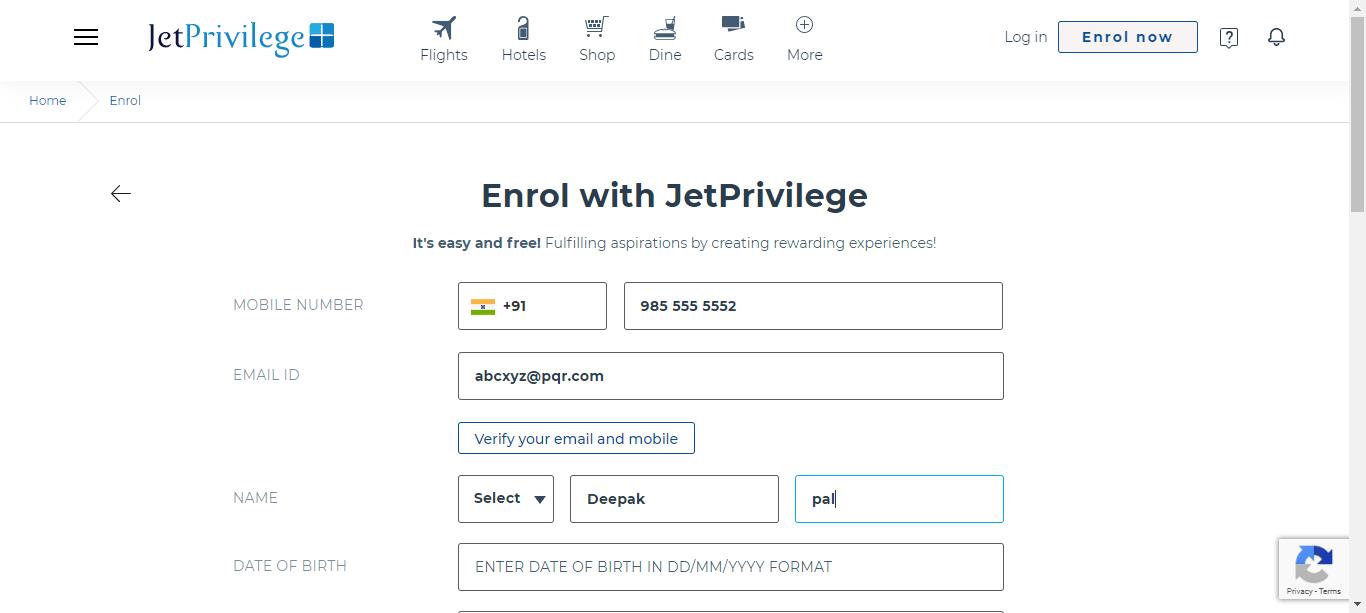 JetPrivilege
Flights Hotels Shop Dine Cards More
Log in Enrol now
Home Enrol
Enrol with JetPrivilege
It's easy and free! Fulfilling aspirations by creating rewarding experiences!
MOBILE NUMBER +91 985 555 5552
EMAIL ID abcxyz@pqr.com
Verify your email and mobile
NAME Select Deepak pal
DATE OF BIRTH ENTER DATE OF BIRTH IN DD/MM/YYYY FORMAT
Privacy - Terms